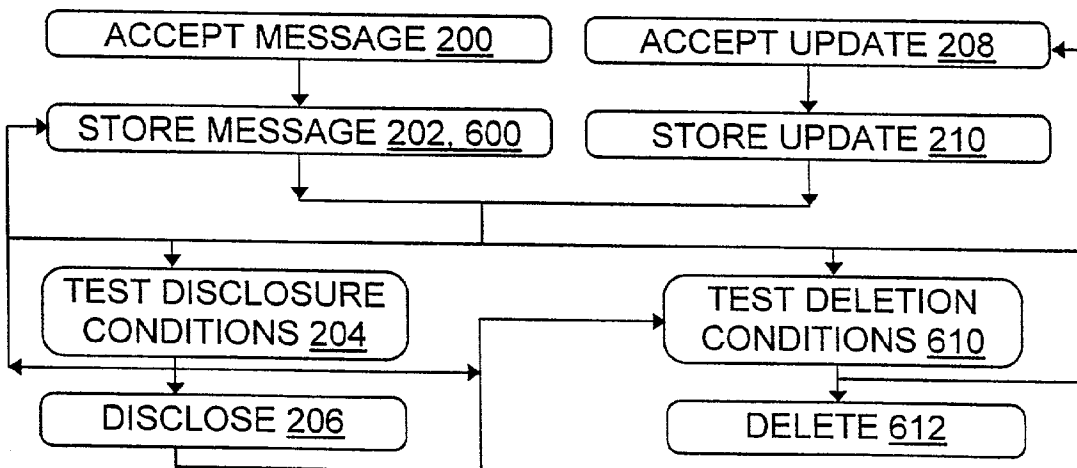 ACCEPT MESSAGE 200
ACCEPT UPDATE 208
STORE MESSAGE 202, 600
STORE UPDATE 210
TEST DISCLOSURE
CONDITIONS 204
TEST DELETION
CONDITIONS 610
DISCLOSE 206
DELETE 612